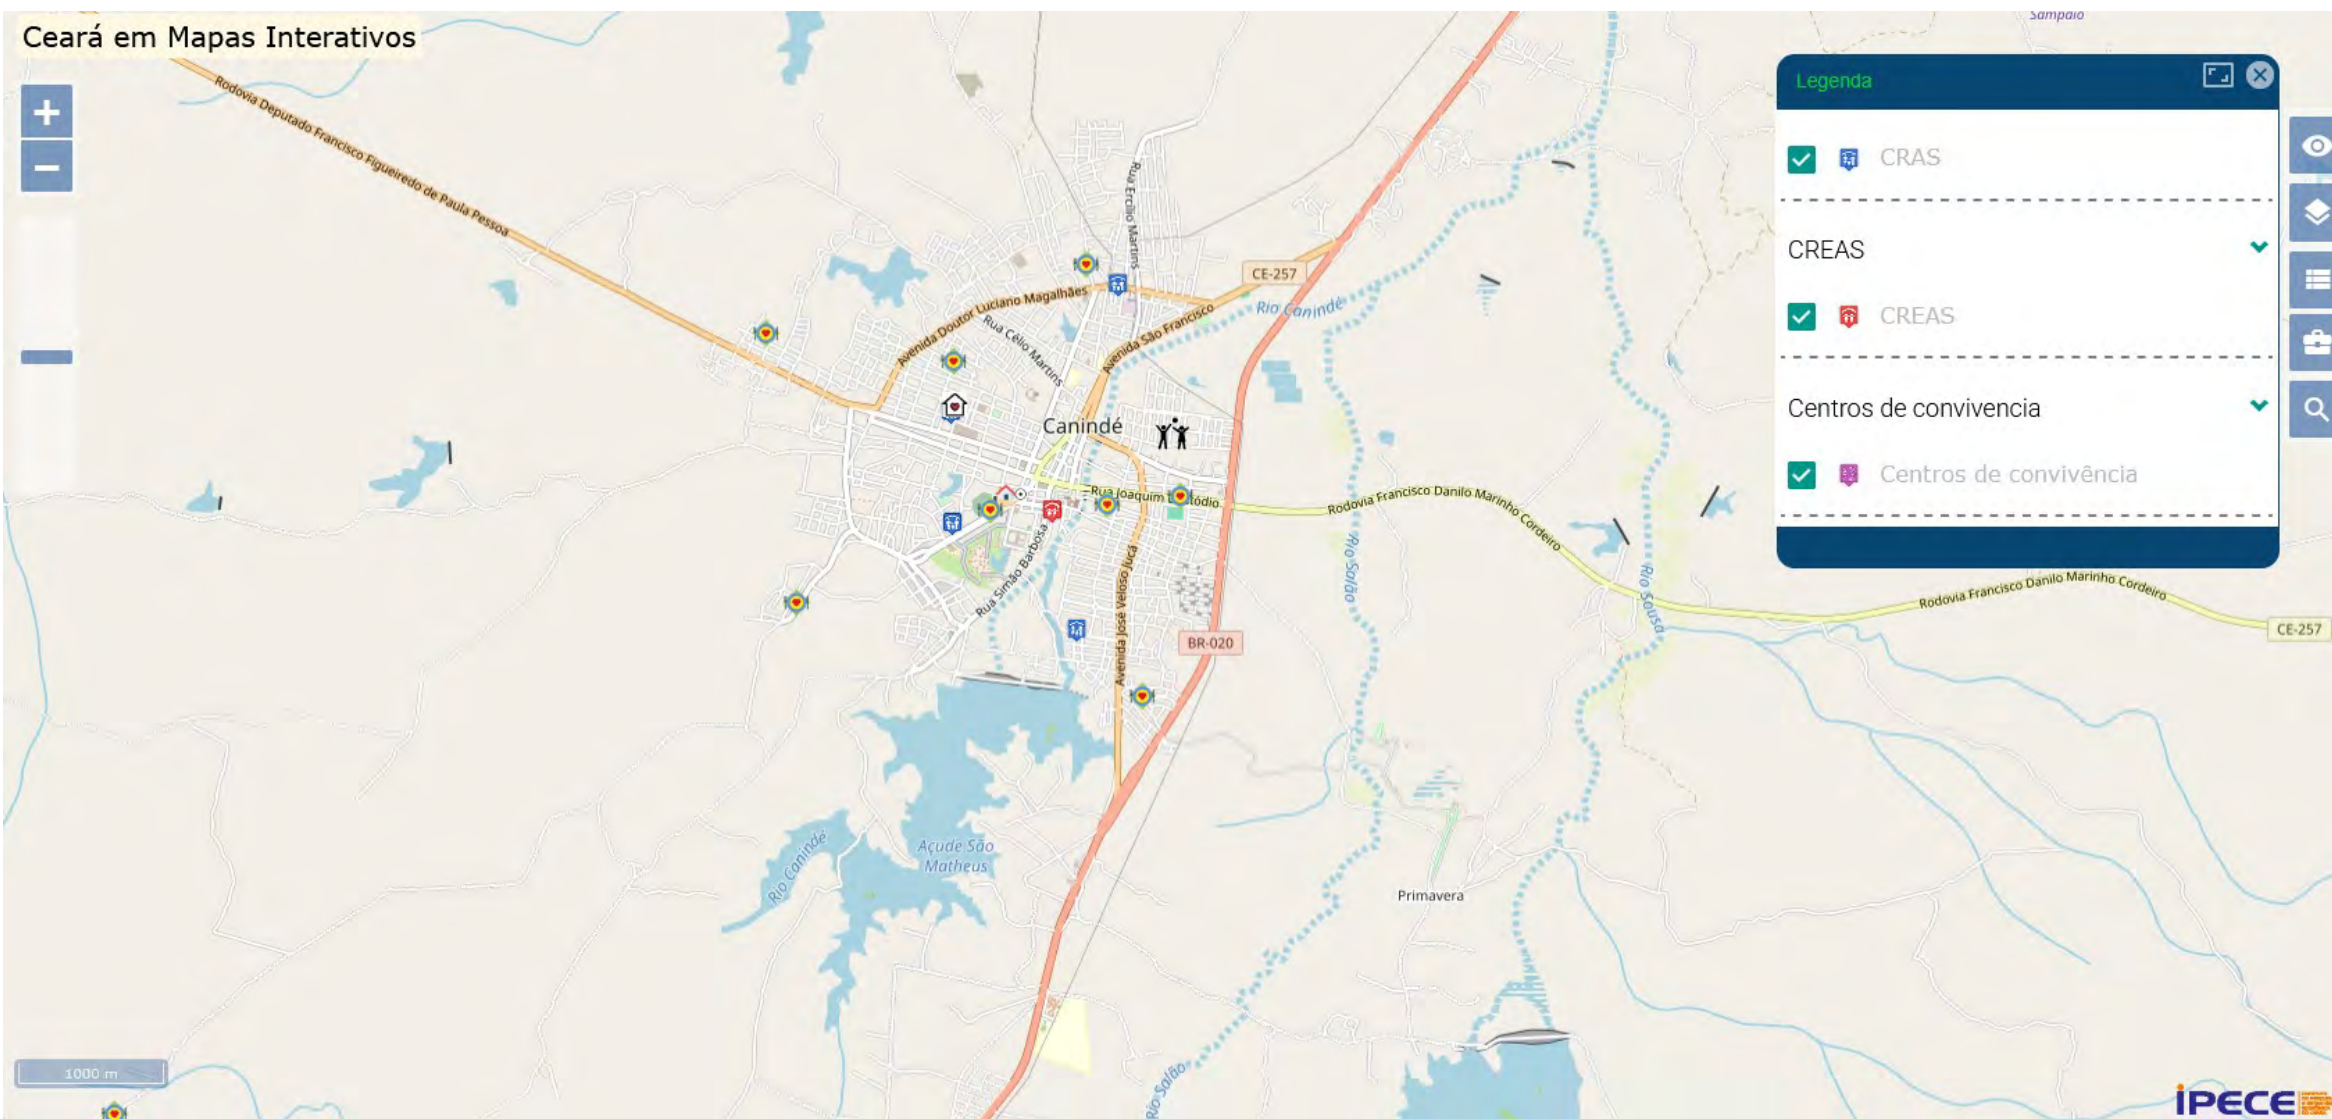 Ceará em Mapas Interativos
Sampaio
Legenda
CRAS
CREAS
CREAS
Centros de convivencia
Centros de convivência
Rodovia Deputado Francisco Figueiredo de Paula Pessoa
Rua Ercílio Martins
CE-257
Avenida Doutor Luciano Magalhães
Rio Canindé
Rua Célio Martins
Avenida São Francisco
Canindé
Rua Joaquim
Rodovia Francisco Danilo Marinho Cordeiro
Rua Simão Barbosa
Avenida José Veloso Jucá
Rio Salão
Rio Sousa
Rodovia Francisco Danilo Marinho Cordeiro
CE-257
BR-020
Rio Canindé
Açude São
Matheus
Primavera
1000 m
Rio Salão
IPECE